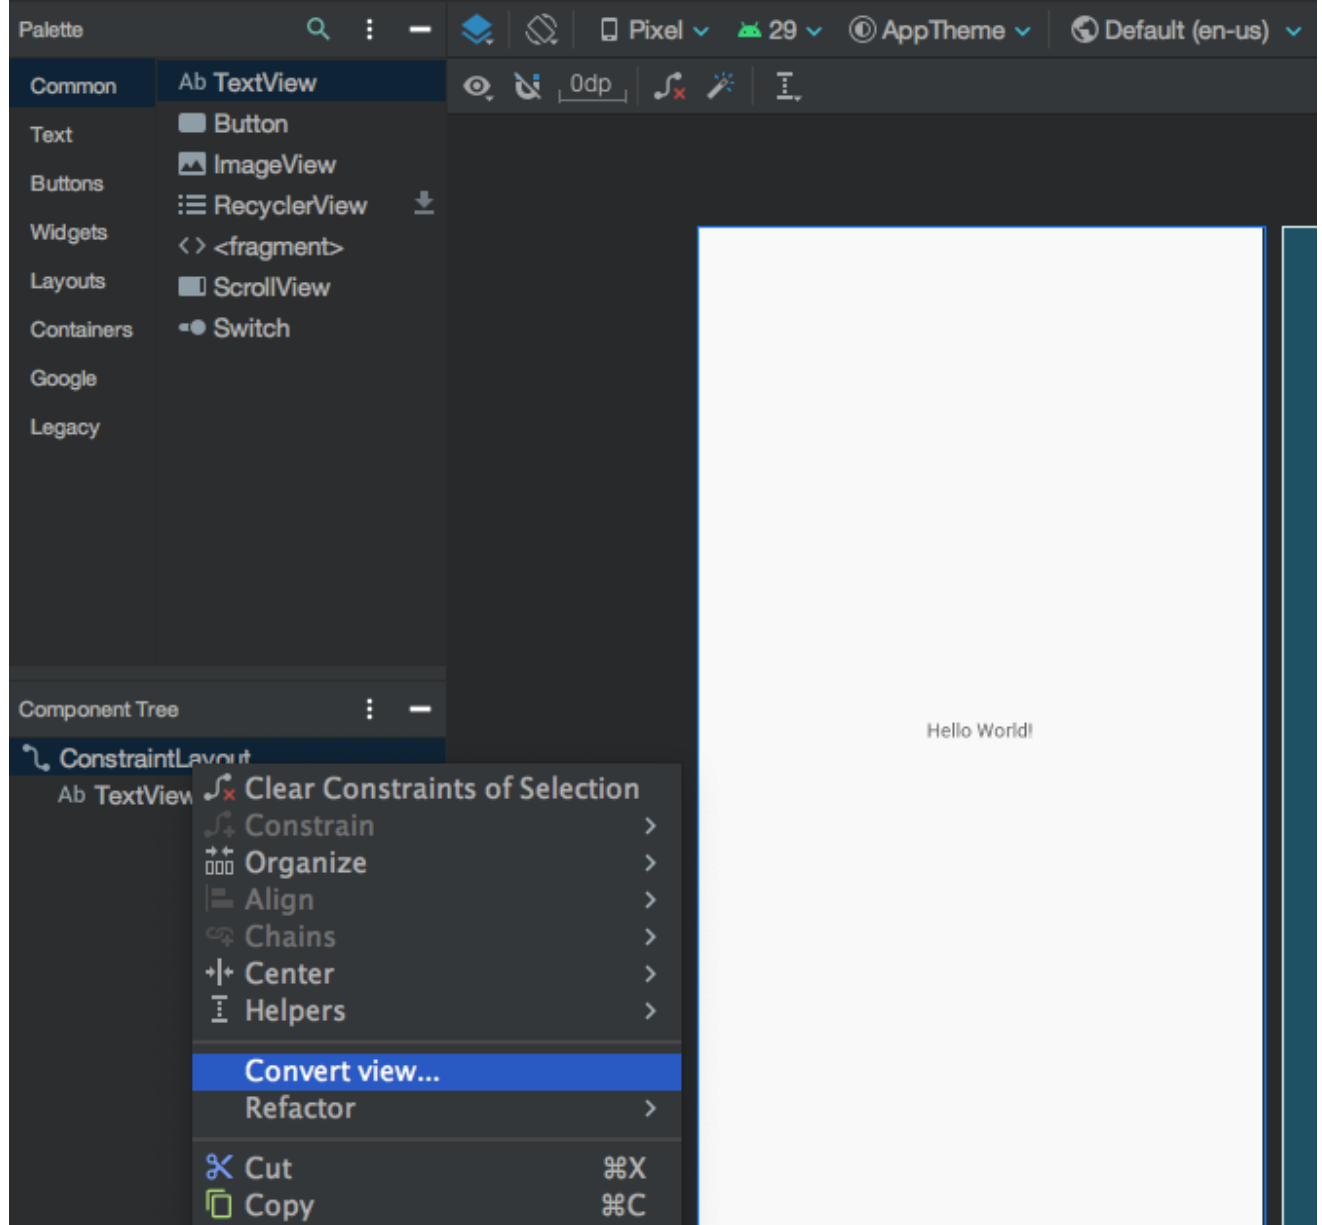 Palette
Pixel 29 AppTheme Default (en-us)
Common
Text
Buttons
Widgets
Layouts
Containers
Google
Legacy
Ab TextView
Button
ImageView
RecyclerView
<> <fragment>
ScrollView
Switch
0dp
Hello World!
Component Tree
ConstraintLayout
Ab TextView
Clear Constraints of Selection
Constrain
Organize
Align
Chains
Center
Helpers
Convert view...
Refactor
Cut ⌘X
Copy ⌘C